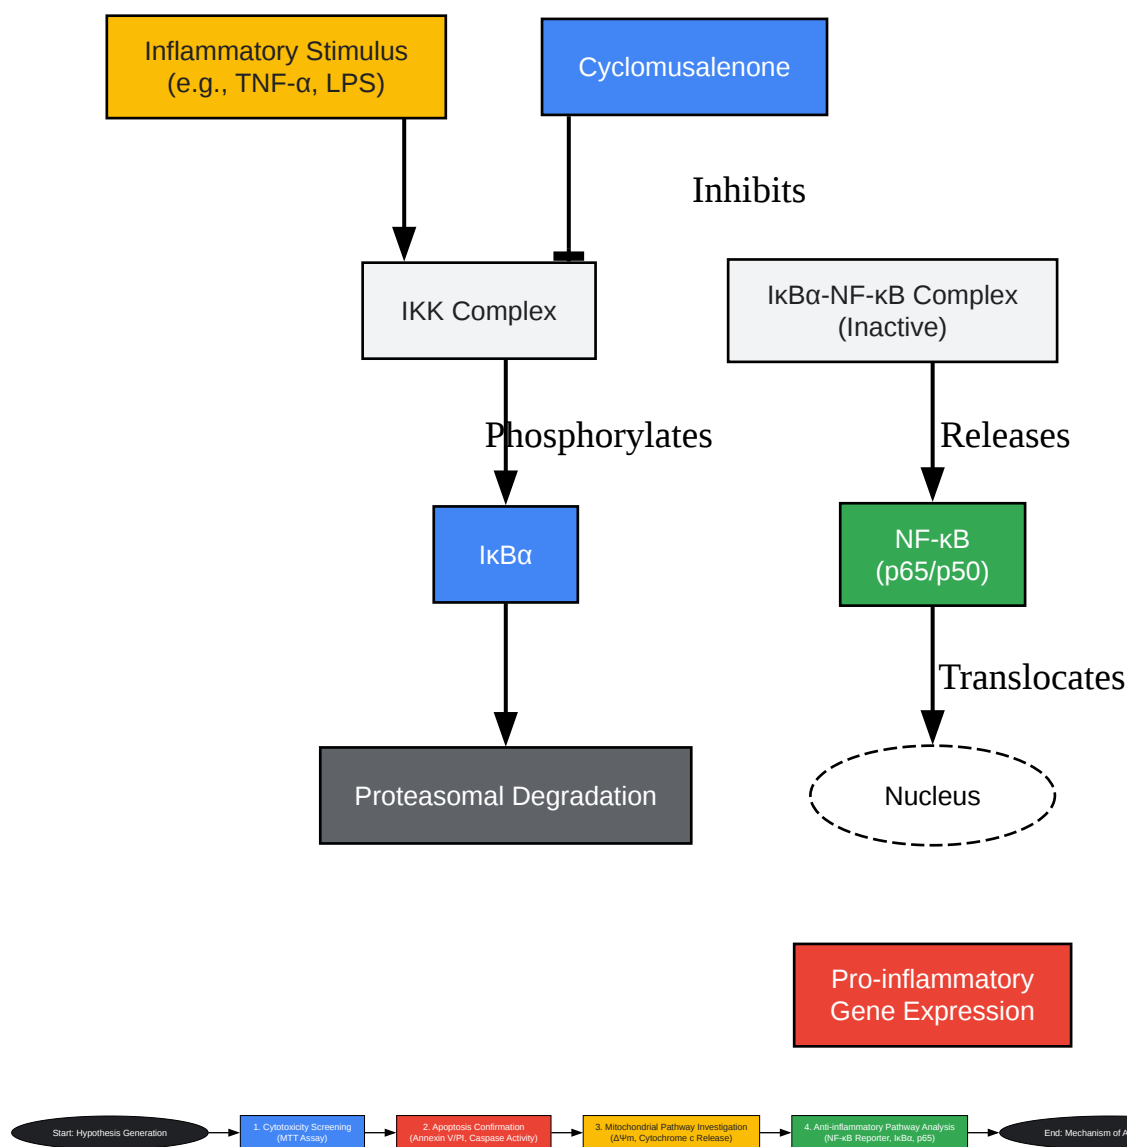 Inflammatory Stimulus
(e.g., TNF-α, LPS)
Cyclomusalenone
Inhibits
IKK Complex
IκBα-NF-κB Complex
(Inactive)
Phosphorylates
Releases
IκBα
NF-κB
(p65/p50)
Translocates
Proteasomal Degradation
Nucleus
Pro-inflammatory
Gene Expression
Start: Hypothesis Generation
1. Cytotoxicity Screening
(MTT Assay)
2. Apoptosis Confirmation
(Annexin V/PI, Caspase Activity)
3. Mitochondrial Pathway Investigation
(ΔΨm, Cytochrome c Release)
4. Anti-inflammatory Pathway Analysis
(NF-κB Reporter, IκBα, p65)
End: Mechanism of